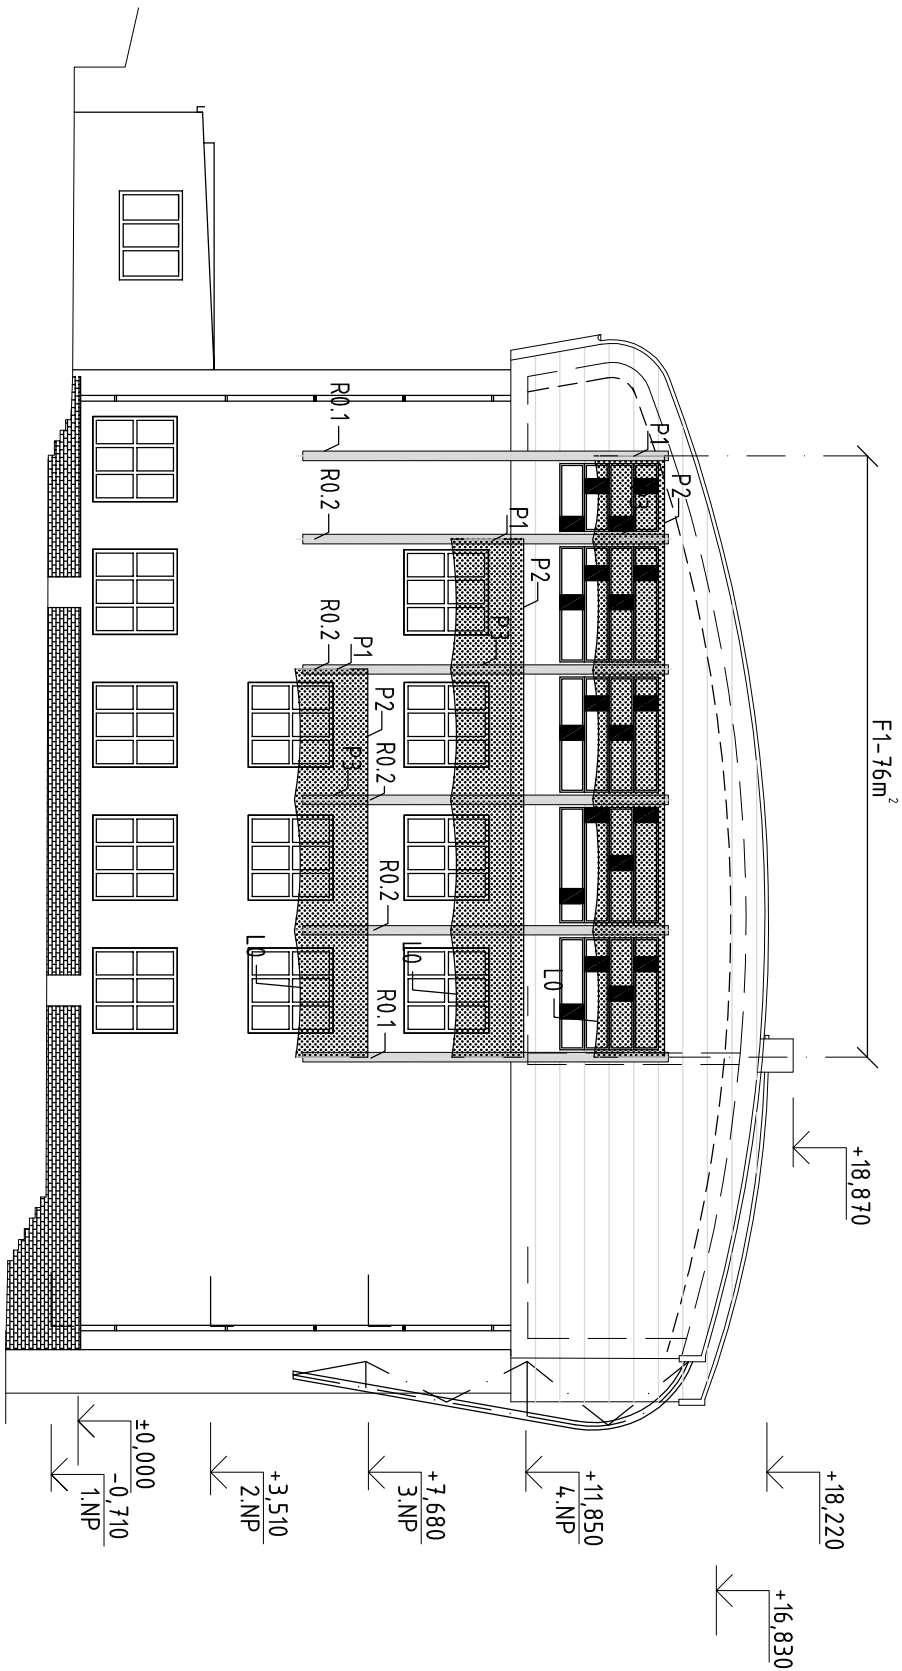 F1-76m²
P1
P2
R0.1
R0.2
P1
P2
R0.2
P1
P3
P2
R0.2
P3
R0.2
L0
L0
L0
R0.1
+18,870
+18,220
+16,830
+11,850
4.NP
+7,680
3.NP
+3,510
2.NP
±0,000
-0,710
1.NP